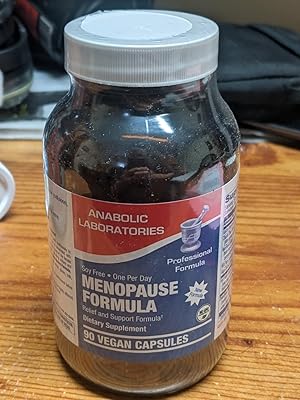 ANABOLIC
LABORATORIES
Professional
Formula
Soy Free • One Per Day
MENOPAUSE
FORMULA
Relief and Support Formula†
Dietary Supplement
90 VEGAN CAPSULES